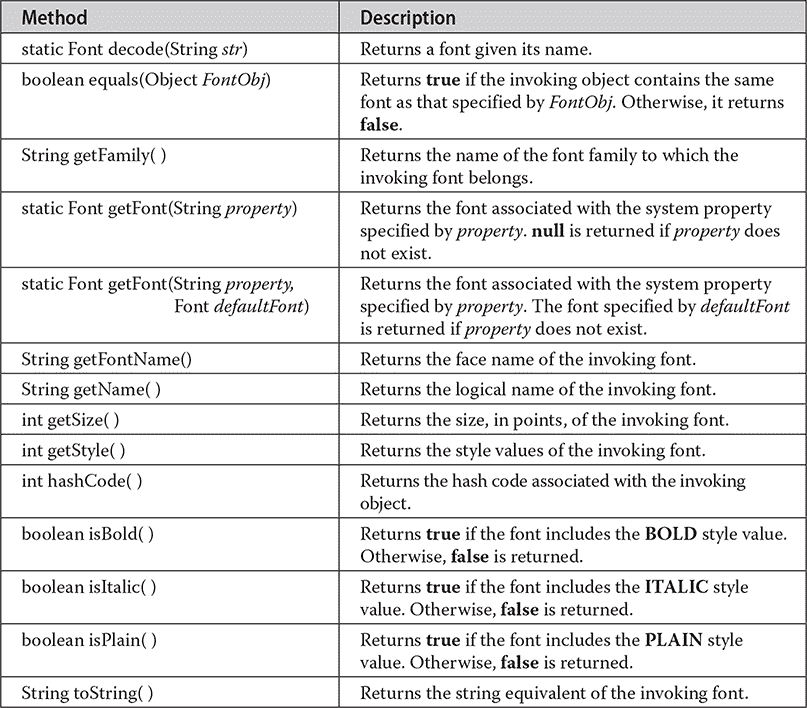 Method Description
static Font decode(String str) Returns a font given its name.
boolean equals(Object FontObj) Returns true if the invoking object contains the same
font as that specified by FontObj. Otherwise, it returns
false.
String getFamily( ) Returns the name of the font family to which the
invoking font belongs.
static Font getFont(String property) Returns the font associated with the system property
specified by property. null is returned if property does
not exist.
static Font getFont(String property, Returns the font associated with the system property
Font defaultFont) specified by property. The font specified by defaultFont
is returned if property does not exist.
String getFontName() Returns the face name of the invoking font.
String getName( ) Returns the logical name of the invoking font.
int getSize( ) Returns the size, in points, of the invoking font.
int getStyle( ) Returns the style values of the invoking font.
int hashCode( ) Returns the hash code associated with the invoking
object.
boolean isBold( ) Returns true if the font includes the BOLD style value.
Otherwise, false is returned.
boolean isItalic( ) Returns true if the font includes the ITALIC style
value. Otherwise, false is returned.
boolean isPlain( ) Returns true if the font includes the PLAIN style
value. Otherwise, false is returned.
String toString( ) Returns the string equivalent of the invoking font.